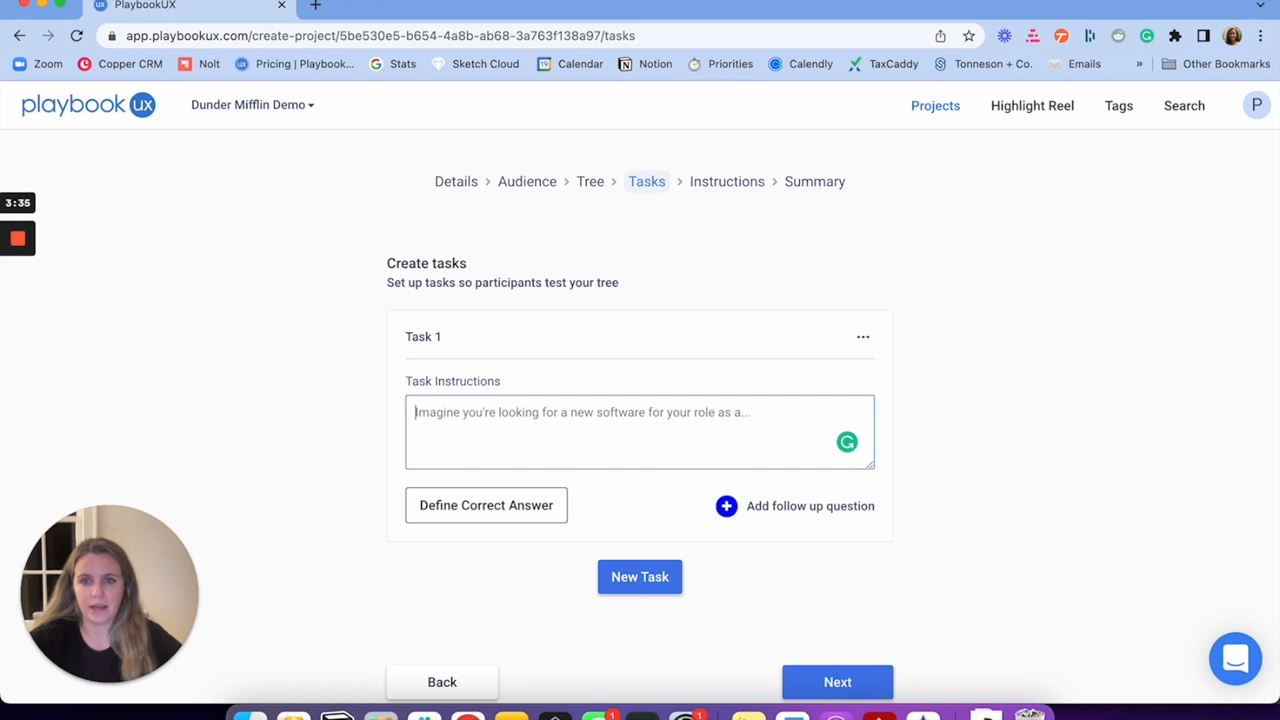 PlaybookUX
app.playbookux.com/create-project/5be530e5-b654-4a8b-ab68-3a763f138a97/tasks
Zoom
Copper CRM
Nolt
Pricing | Playbook...
Stats
Sketch Cloud
Calendar
Notion
Priorities
Calendly
TaxCaddy
Tonneson + Co.
Emails
»
Other Bookmarks
playbook ux
Dunder Mifflin Demo
Projects
Highlight Reel
Tags
Search
P
Details > Audience > Tree > Tasks > Instructions > Summary
3:35
Create tasks
Set up tasks so participants test your tree
Task 1
Task Instructions
Imagine you're looking for a new software for your role as a...
Define Correct Answer
Add follow up question
New Task
Back
Next